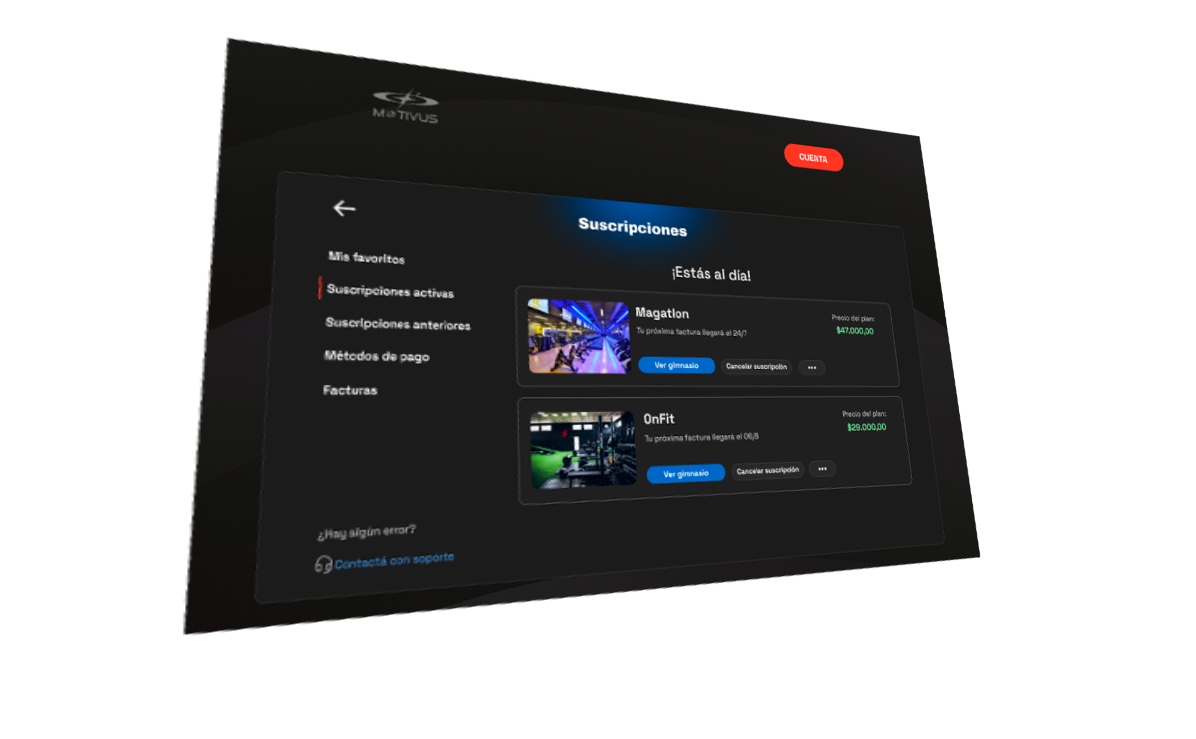 MOTIVUS
CUENTA
Suscripciones
Mis favoritos
Suscripciones activas
Suscripciones anteriores
Métodos de pago
Facturas
¿Hay algún error?
Contactá con soporte
¡Estás al día!
Magatlon
Tu próxima factura llegará el 24/7
Precio del plan:
$47.000,00
Ver gimnasio
Cancelar suscripción
•••
OnFit
Tu próxima factura llegará el 06/8
Precio del plan:
$29.000,00
Ver gimnasio
Cancelar suscripción
•••